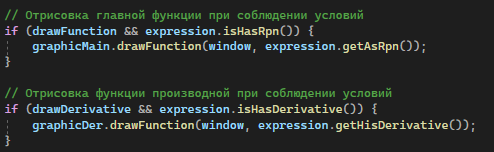 // Отрисовка главной функции при соблюдении условий
if (drawFunction && expression.isHasRpn()) {
    graphicMain.drawFunction(window, expression.getAsRpn());
}

// Отрисовка функции производной при соблюдении условий
if (drawDerivative && expression.isHasDerivative()) {
    graphicDer.drawFunction(window, expression.getHisDerivative());
}